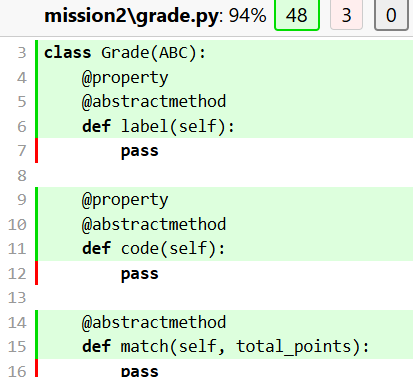 mission2\grade.py: 94% 48 3 0
3 class Grade(ABC):
4 @property
5 @abstractmethod
6 def label(self):
7 pass
8
9 @property
10 @abstractmethod
11 def code(self):
12 pass
13
14 @abstractmethod
15 def match(self, total_points):
16 pass